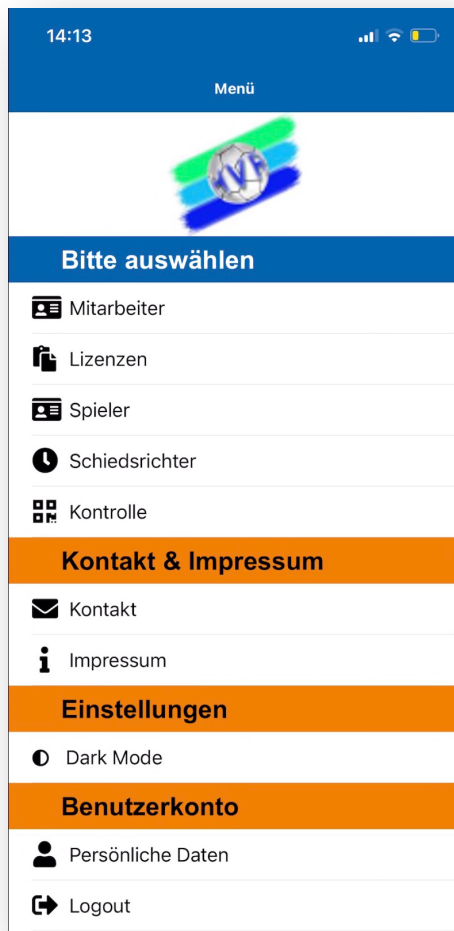 14:13
Menü
HVR
Bitte auswählen
Mitarbeiter
Lizenzen
Spieler
Schiedsrichter
Kontrolle
Kontakt & Impressum
Kontakt
Impressum
Einstellungen
Dark Mode
Benutzerkonto
Persönliche Daten
Logout